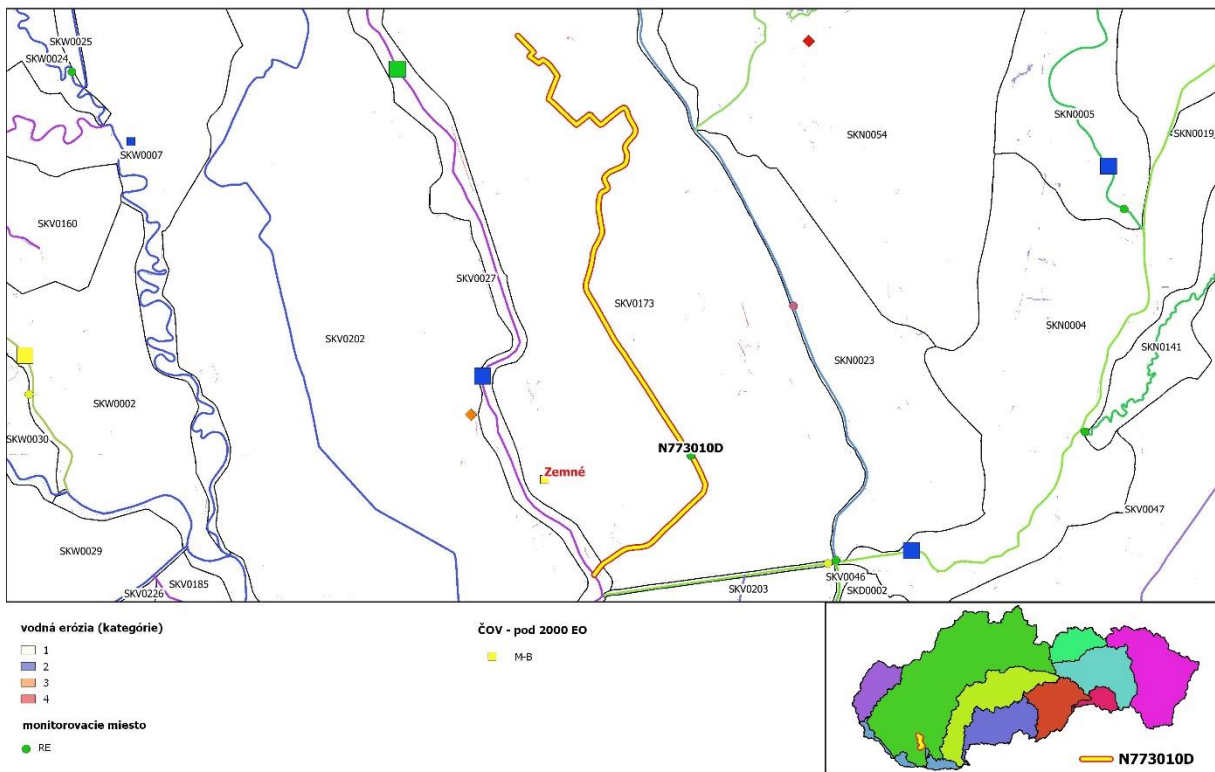 SKW0025
SKW0024
SKW0007
SKV0160
SKW0002
SKW0030
SKW0029
SKV0226
SKV0185
SKV0202
SKV0027
Zemné
N773010D
SKV0173
SKN0023
SKN0054
SKN0005
SKN0019
SKN0004
SKN0141
SKV0047
SKV0203
SKV0046
SKD0002
vodná erózia (kategórie)
1
2
3
4
monitorovacie miesto
RE
ČOV - pod 2000 EO
M-B
N773010D